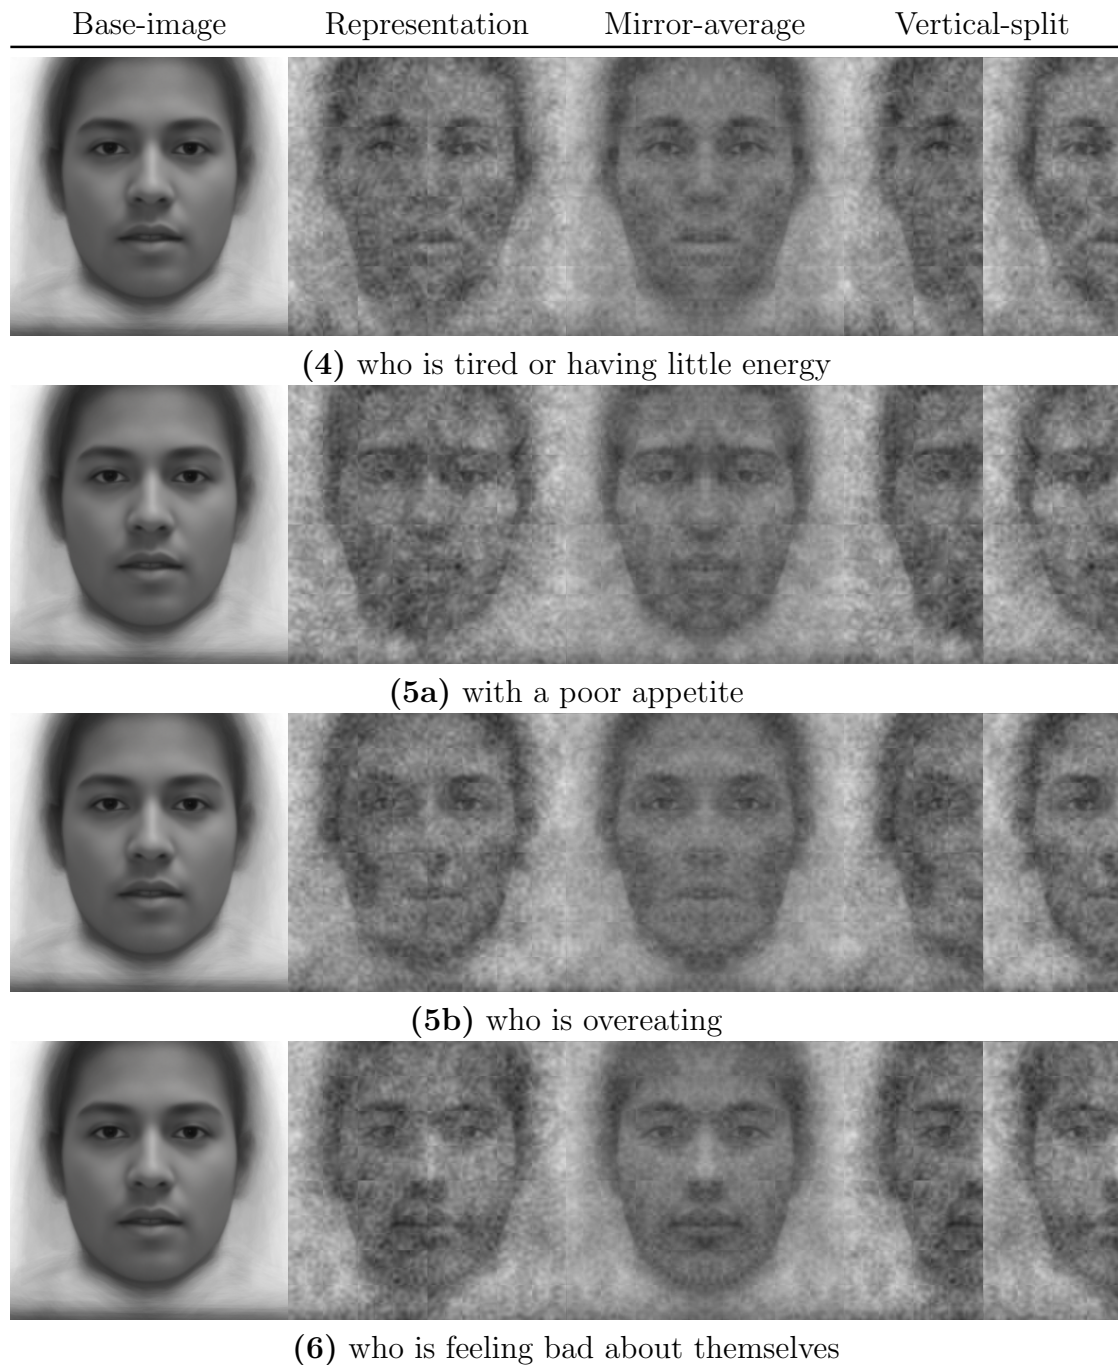 Base-image Representation Mirror-average Vertical-split
(4) who is tired or having little energy
(5a) with a poor appetite
(5b) who is overeating
(6) who is feeling bad about themselves